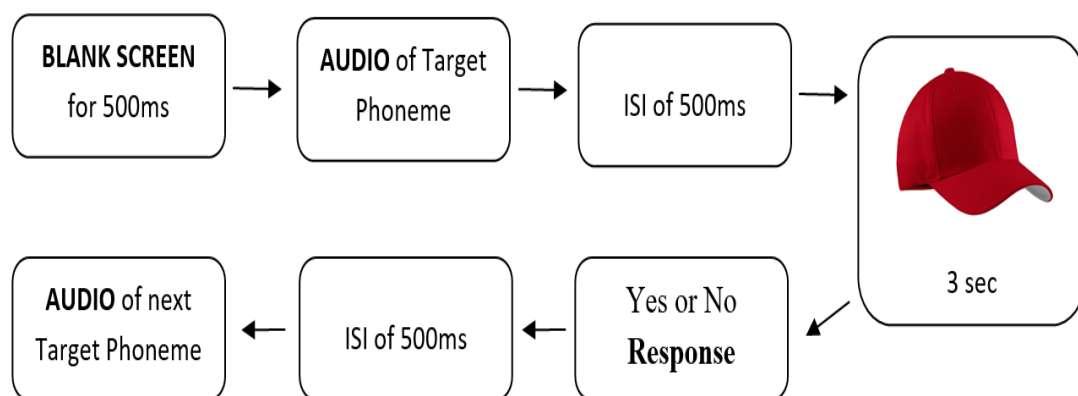 BLANK SCREEN
for 500ms
AUDIO of Target
Phoneme
ISI of 500ms
3 sec
Yes or No
Response
ISI of 500ms
AUDIO of next
Target Phoneme